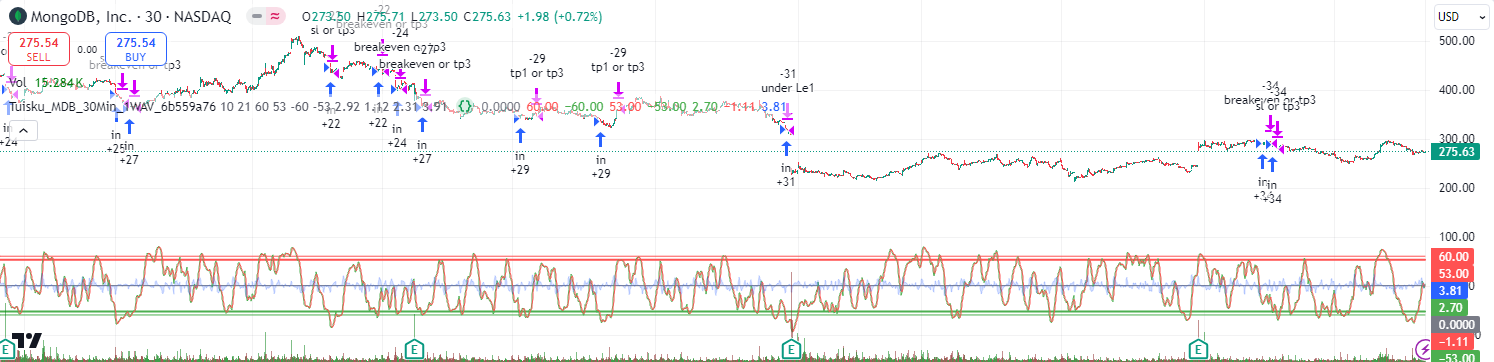 MongoDB, Inc. · 30 · NASDAQ
O273.50 H275.71 L273.50 C275.63 +1.98 (+0.72%)
USD
275.54
SELL
0.00
275.54
BUY
Vol 15.284K
Tuisku_MDB_30Min_1WAV_6b559a76 10 21 60 53 -60 -53 2.92 1.12 2.31 3.91 0.0000 60.00 −60.00 53.00 −53.00 2.70 −1.11 3.81
breakeven or tp3
in
+24
in
+25
in
+27
-22
sl or tp3
in
+22
-22
breakeven or tp3
in
+22
-24
breakeven or tp3
in
+24
-27
breakeven or tp3
in
+27
-29
tp1 or tp3
in
+29
-29
tp1 or tp3
in
+29
-31
under Le1
in
+31
-34
breakeven or tp3
-34
sl or tp3
in
in
+34
+34
500.00
400.00
300.00
275.63
200.00
100.00
60.00
53.00
3.81
2.70
0.0000
−1.11
−53.00
E
E
E
E